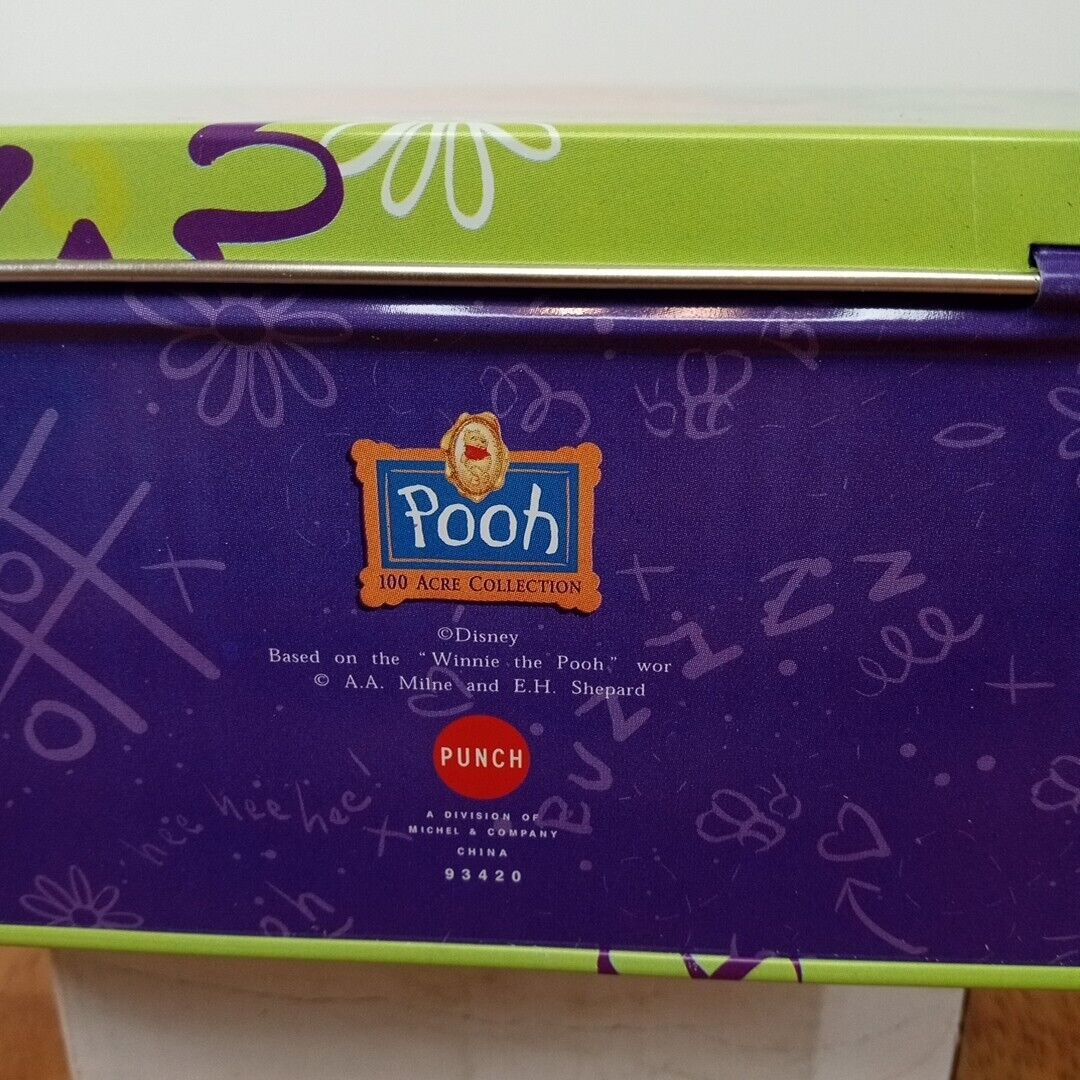 Pooh
100 ACRE COLLECTION
©Disney
Based on the "Winnie the Pooh" wor
© A.A. Milne and E.H. Shepard
PUNCH
A DIVISION OF
MICHEL & COMPANY
CHINA
93420
hee hee hee!